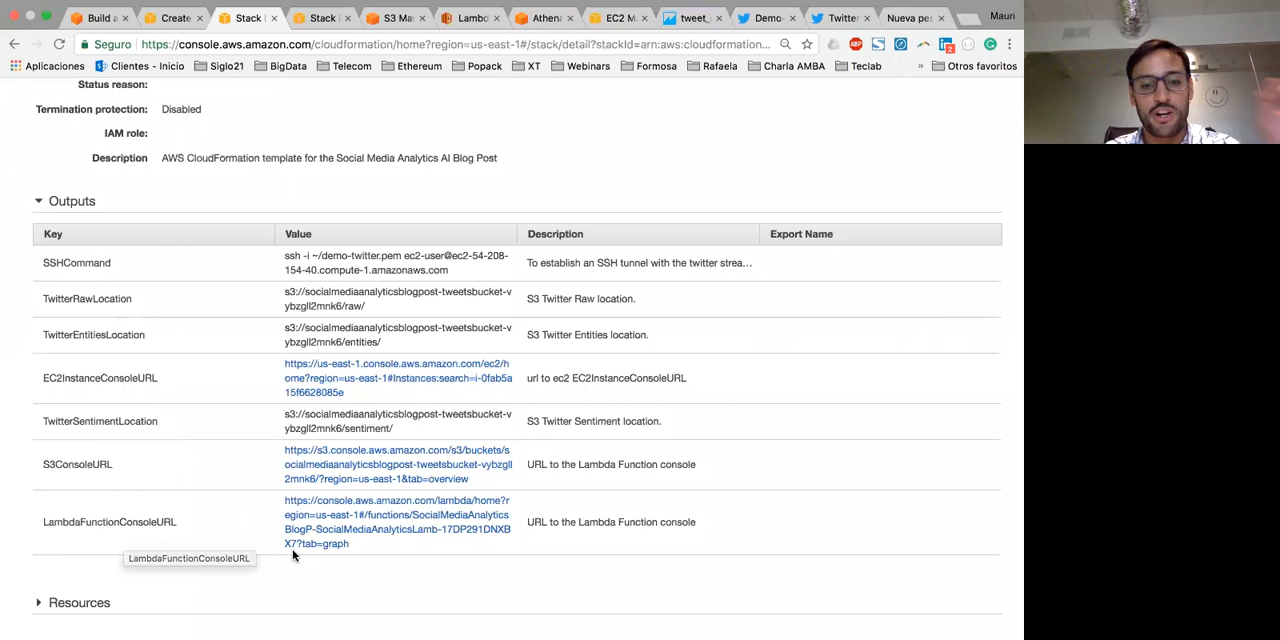 Build a
Create
Stack
Stack
S3 Ma
Lambd
Athena
EC2 M
tweet_
Demo-
Twitter
Nueva pes
Mauri
Seguro
https://console.aws.amazon.com/cloudformation/home?region=us-east-1#/stack/detail?stackId=arn:aws:cloudformation...
ABP
2
Aplicaciones
Clientes - Inicio
Siglo21
BigData
Telecom
Ethereum
Popack
XT
Webinars
Formosa
Rafaela
Charla AMBA
Teclab
»
Otros favoritos
Status reason:
Termination protection: Disabled
IAM role:
Description AWS CloudFormation template for the Social Media Analytics AI Blog Post
Outputs
Key Value Description Export Name
SSHCommand
ssh -i ~/demo-twitter.pem ec2-user@ec2-54-208-
154-40.compute-1.amazonaws.com
To establish an SSH tunnel with the twitter strea...
TwitterRawLocation
s3://socialmediaanalyticsblogpost-tweetsbucket-v
ybzgll2mnk6/raw/
S3 Twitter Raw location.
TwitterEntitiesLocation
s3://socialmediaanalyticsblogpost-tweetsbucket-v
ybzgll2mnk6/entities/
S3 Twitter Entities location.
EC2InstanceConsoleURL
https://us-east-1.console.aws.amazon.com/ec2/h
ome?region=us-east-1#Instances:search=i-0fab5a
15f6628085e
url to ec2 EC2InstanceConsoleURL
TwitterSentimentLocation
s3://socialmediaanalyticsblogpost-tweetsbucket-v
ybzgll2mnk6/sentiment/
S3 Twitter Sentiment location.
S3ConsoleURL
https://s3.console.aws.amazon.com/s3/buckets/s
ocialmediaanalyticsblogpost-tweetsbucket-vybzgll
2mnk6/?region=us-east-1&tab=overview
URL to the Lambda Function console
LambdaFunctionConsoleURL
https://console.aws.amazon.com/lambda/home?r
egion=us-east-1#/functions/SocialMediaAnalytics
BlogP-SocialMediaAnalyticsLamb-17DP291DNXB
X7?tab=graph
URL to the Lambda Function console
LambdaFunctionConsoleURL
Resources